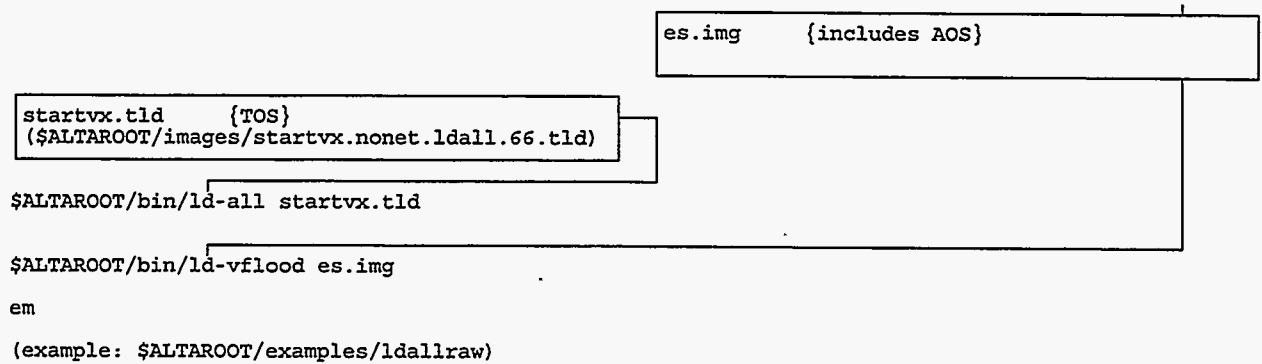 es.img {includes AOS}
startvx.tld {TOS}
($ALTAROOT/images/startvx.nonet.ldall.66.tld)
$ALTAROOT/bin/ld-all startvx.tld
$ALTAROOT/bin/ld-vflood es.img
em
(example: $ALTAROOT/examples/ldallraw)